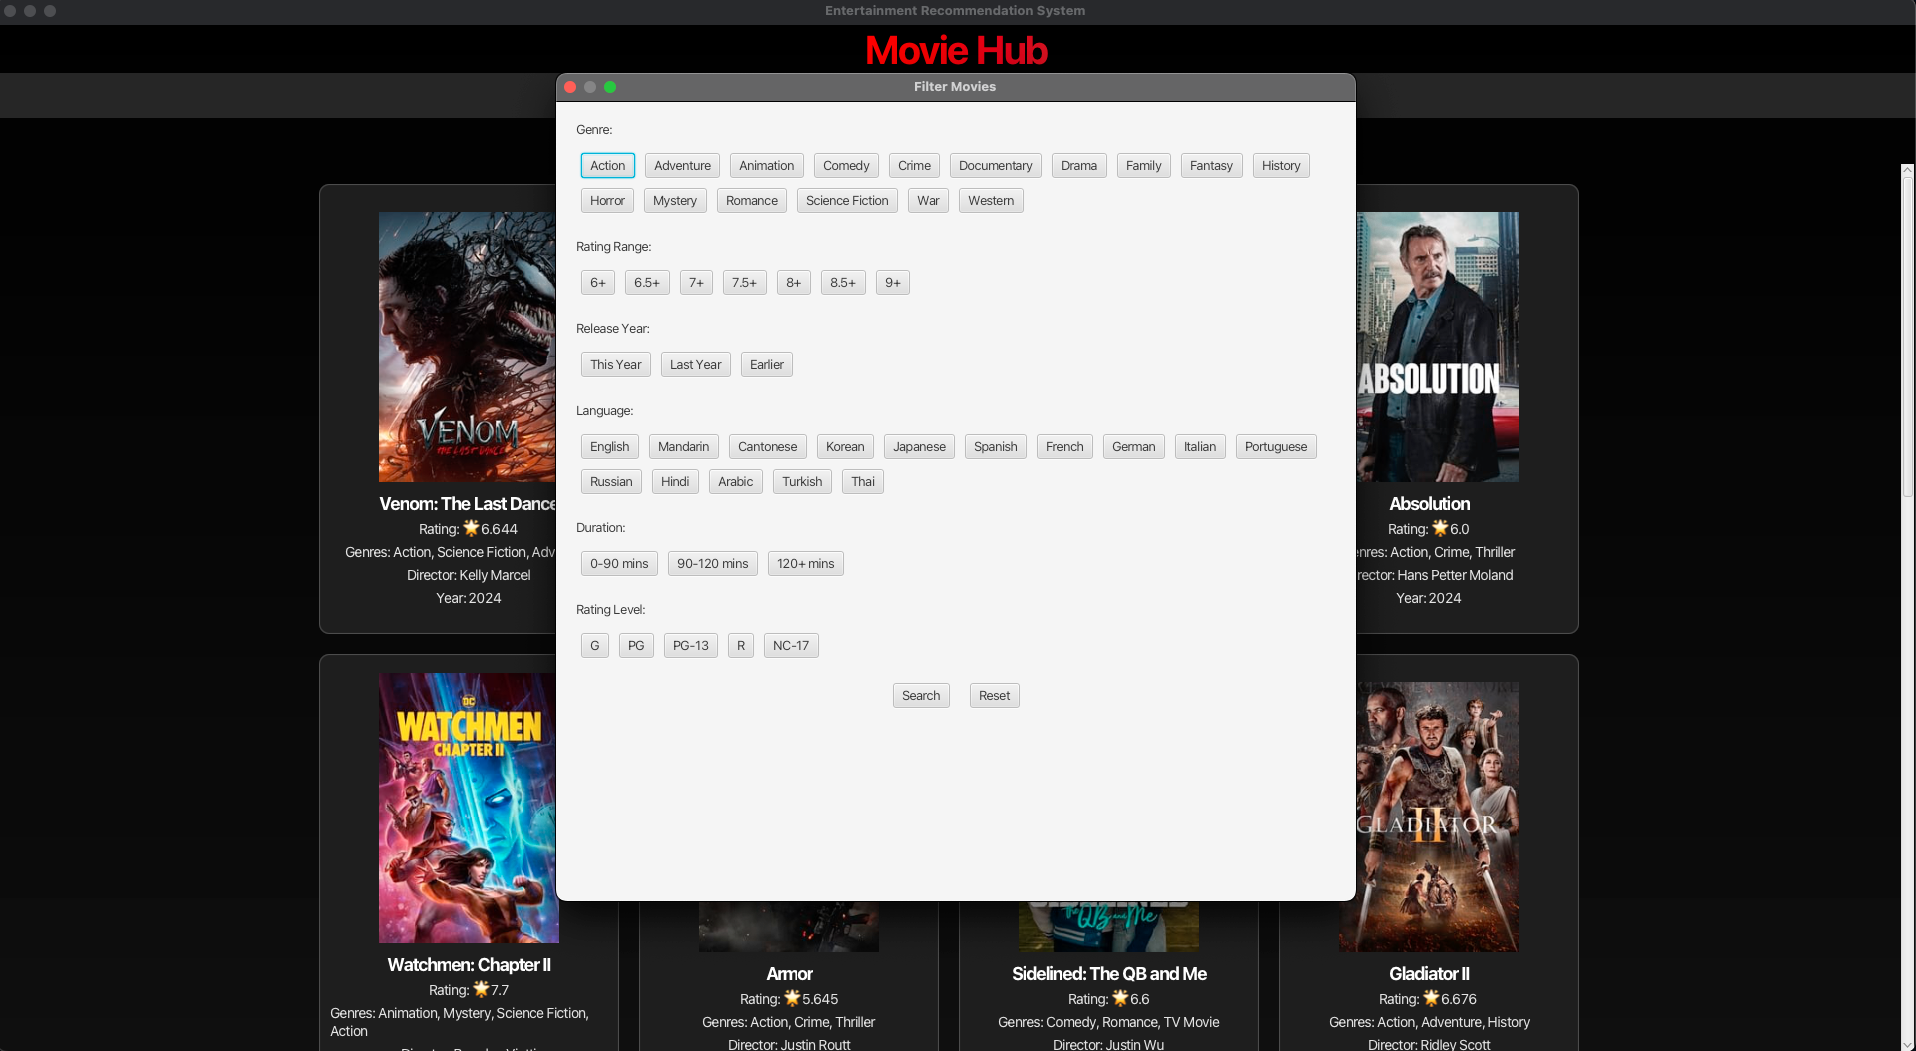 Entertainment Recommendation System
Movie Hub
Filter Movies
Genre:
Action Adventure Animation Comedy Crime Documentary Drama Family Fantasy History
Horror Mystery Romance Science Fiction War Western
Rating Range:
6+ 6.5+ 7+ 7.5+ 8+ 8.5+ 9+
Release Year:
This Year Last Year Earlier
Language:
English Mandarin Cantonese Korean Japanese Spanish French German Italian Portuguese
Russian Hindi Arabic Turkish Thai
Duration:
0-90 mins 90-120 mins 120+ mins
Rating Level:
G PG PG-13 R NC-17
Search Reset
VENOM
THE LAST DANCE
Venom: The Last Dance
Rating: 🌟6.644
Genres: Action, Science Fiction, Adv
Director: Kelly Marcel
Year: 2024
ABSOLUTION
Absolution
Rating: 🌟6.0
nres: Action, Crime, Thriller
rector: Hans Petter Moland
Year: 2024
DC
WATCHMEN
CHAPTER II
Watchmen: Chapter II
Rating: 🌟7.7
Genres: Animation, Mystery, Science Fiction,
Action
Armor
Rating: 🌟5.645
Genres: Action, Crime, Thriller
Director: Justin Routt
The QB and Me
Sidelined: The QB and Me
Rating: 🌟6.6
Genres: Comedy, Romance, TV Movie
Director: Justin Wu
GLADIATOR
II
Gladiator II
Rating: 🌟6.676
Genres: Action, Adventure, History
Director: Ridley Scott